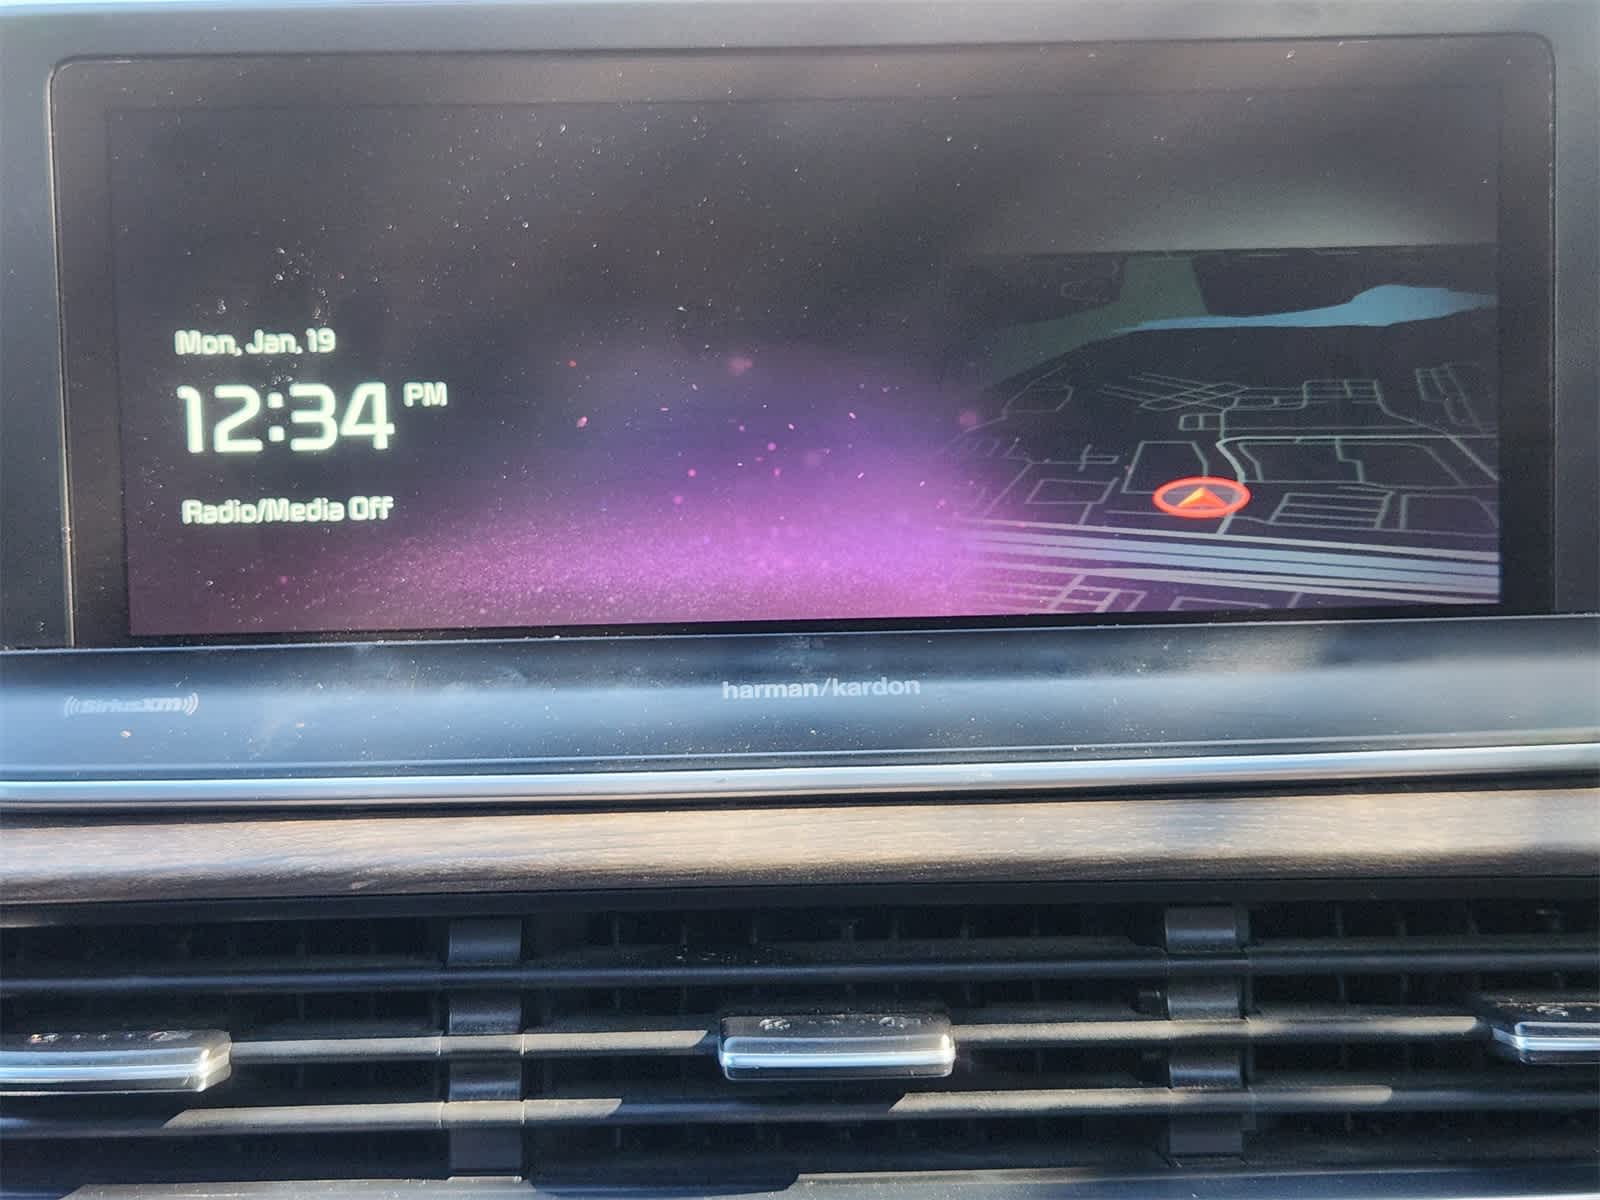 Mon, Jan, 19
12:34 PM
Radio/Media Off
((SiriusXM))
harman/kardon